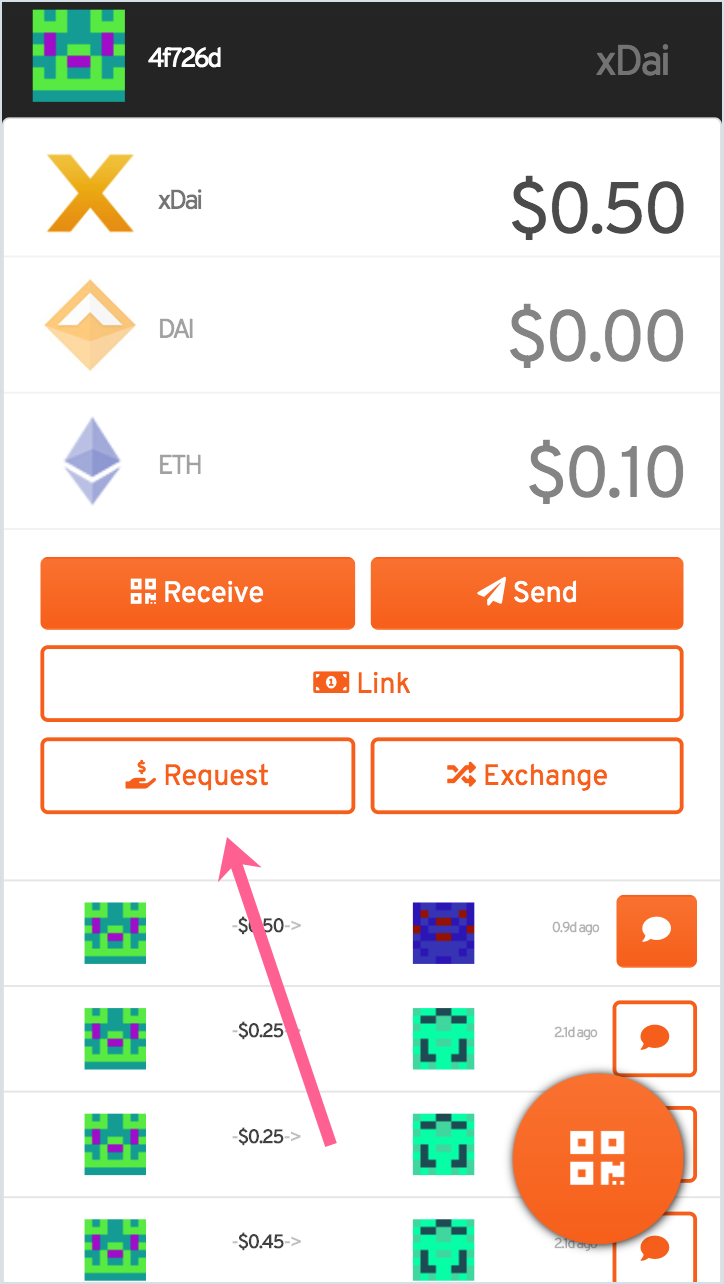 4f726d xDai
xDai $0.50
DAI $0.00
ETH $0.10
Receive Send
Link
Request Exchange
-$0.50-> 0.9d ago
-$0.25-> 2.1d ago
-$0.25->
-$0.45-> 2.1d ago